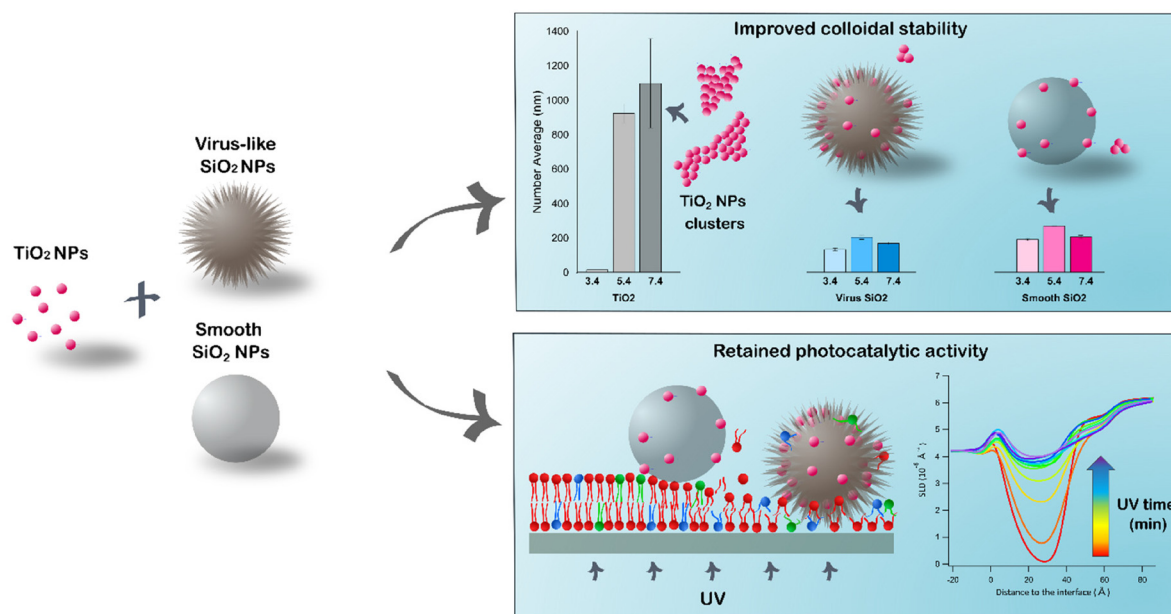 Virus-like
SiO2 NPs
TiO2 NPs
Smooth
SiO2 NPs
Improved colloidal stability
Number Average (nm)
1400
1200
1000
800
600
400
200
0
3.4 5.4 7.4
TiO2
TiO2 NPs
clusters
3.4 5.4 7.4
Virus SiO2
3.4 5.4 7.4
Smooth SiO2
Retained photocatalytic activity
UV
SLD (10⁻⁶ Å⁻²)
7
6
5
4
3
2
1
0
-20 0 20 40 60 80
Distance to the interface (Å)
UV time
(min)